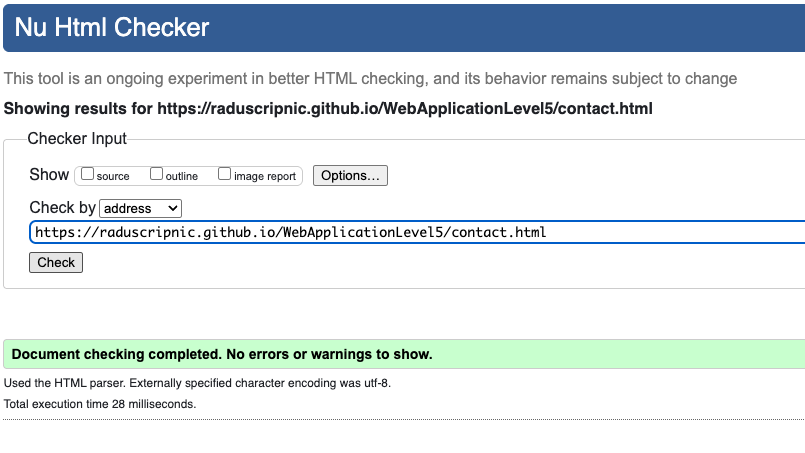 Nu Html Checker
This tool is an ongoing experiment in better HTML checking, and its behavior remains subject to change
Showing results for https://raduscripnic.github.io/WebApplicationLevel5/contact.html
Checker Input
Show source outline image report Options...
Check by address
https://raduscripnic.github.io/WebApplicationLevel5/contact.html
Check
Document checking completed. No errors or warnings to show.
Used the HTML parser. Externally specified character encoding was utf-8.
Total execution time 28 milliseconds.